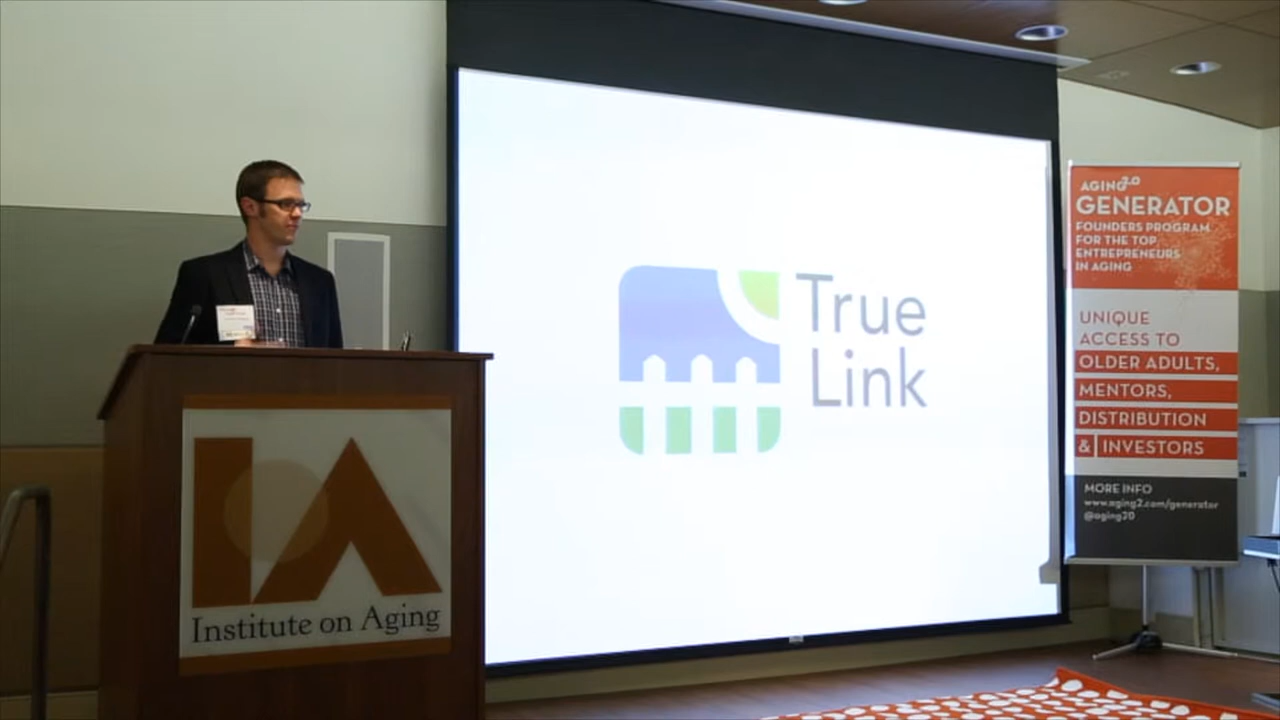 True
Link
IA
Institute on Aging
AGING2.0
GENERATOR
FOUNDERS PROGRAM
FOR THE TOP
ENTREPRENEURS
IN AGING
UNIQUE
ACCESS TO
OLDER ADULTS,
MENTORS,
DISTRIBUTION
& INVESTORS
MORE INFO
www.aging2.com/generator
@aging20